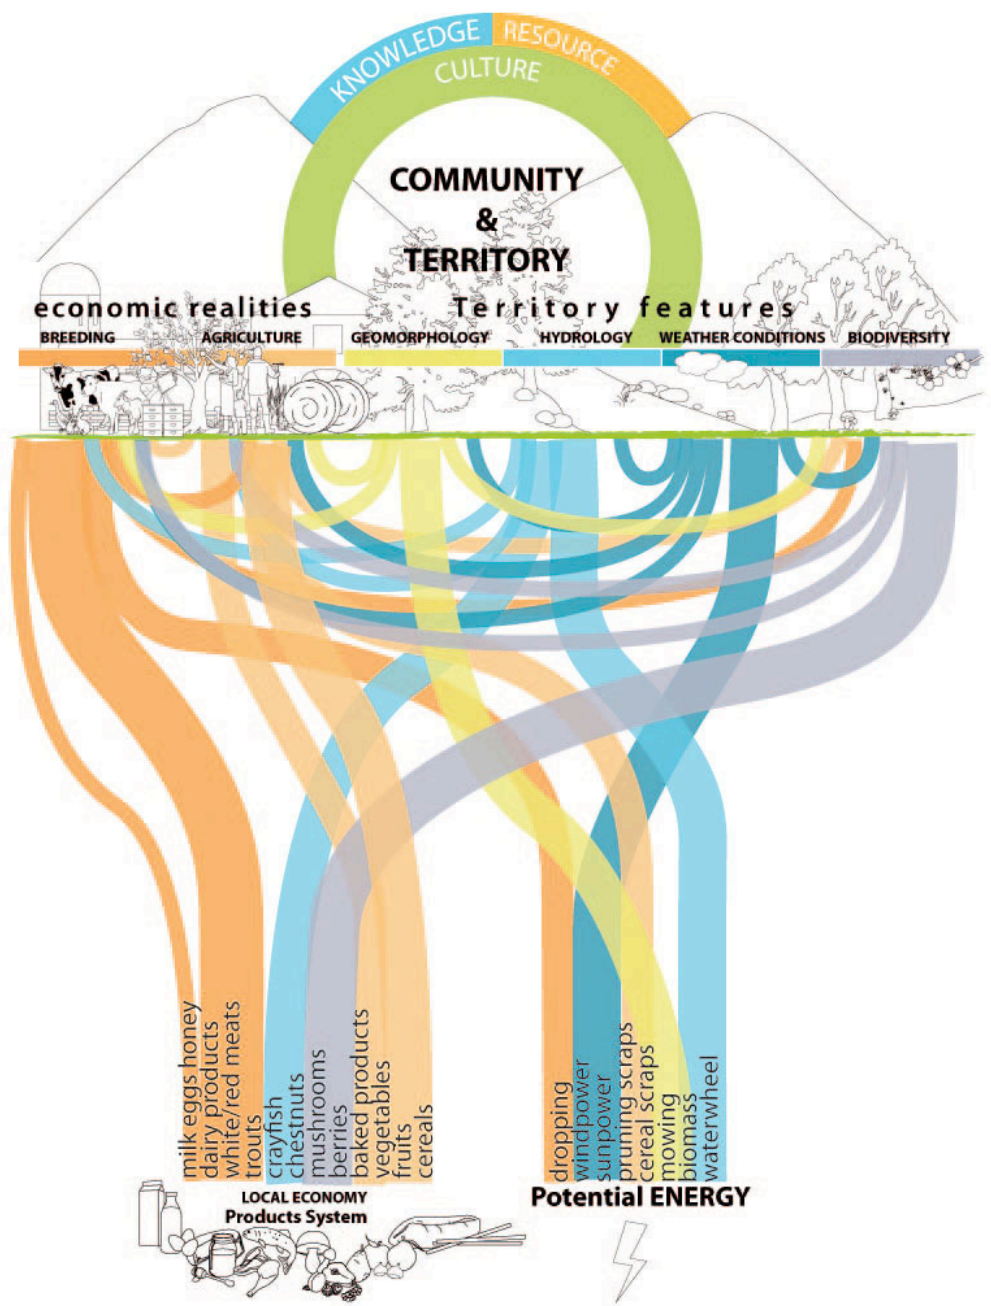 KNOWLEDGE
RESOURCE
CULTURE
COMMUNITY
&
TERRITORY
economic realities
Territory features
BREEDING
AGRICULTURE
GEOMORPHOLOGY
HYDROLOGY
WEATHER CONDITIONS
BIODIVERSITY
milk eggs honey
dairy products
white/red meats
trouts
crayfish
chestnuts
mushrooms
berries
baked products
vegetables
fruits
cereals
dropping
windpower
sunpower
pruning scraps
cereal scraps
mowing
biomass
waterwheel
LOCAL ECONOMY
Products System
Potential ENERGY